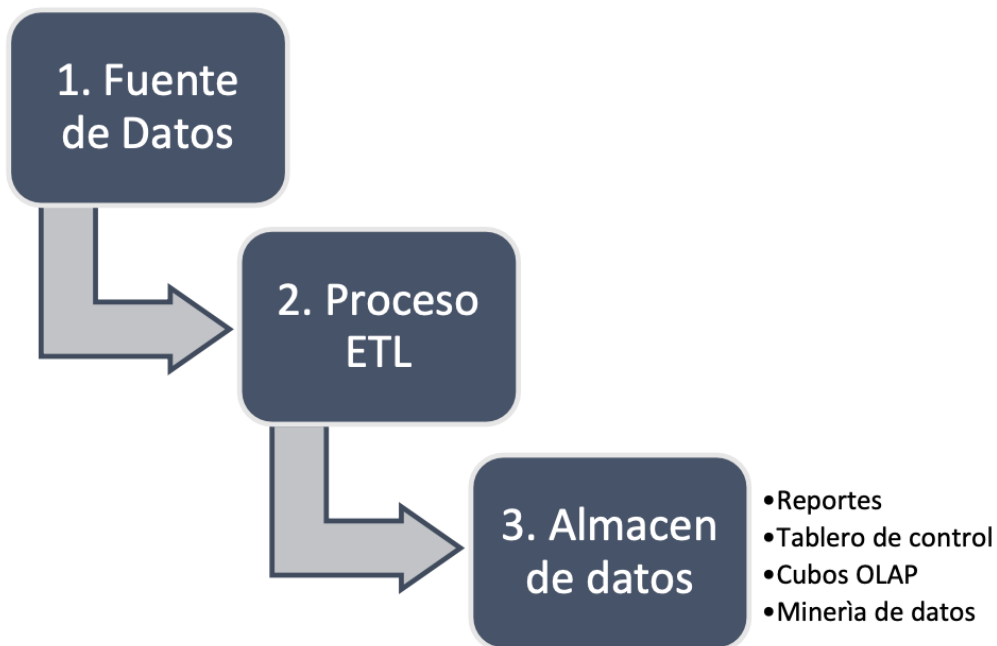 1. Fuente
de Datos
2. Proceso
ETL
3. Almacen
de datos
•Reportes
•Tablero de control
•Cubos OLAP
•Minerìa de datos